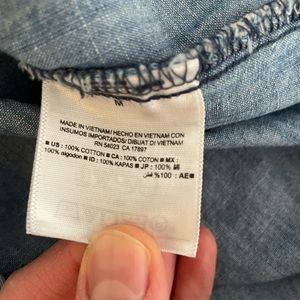 M
MADE IN VIETNAM/ HECHO EN VIETNAM CON
INSUMOS IMPORTADOS/ DIBUAT DI VIETNAM
RN 54023 CA 17897
■ US : 100% COTTON ■ CA : 100% COTON ■ MX :
100% algodon ■ ID : 100% KAPAS ■ JP : 100% 綿
■ AE : 100% قطن